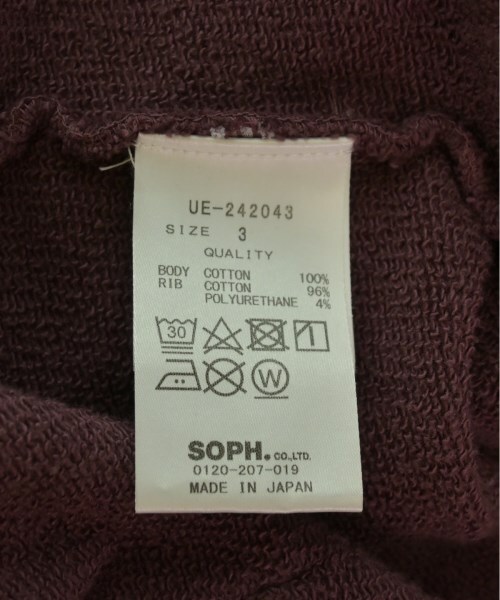 UE-242043
SIZE 3
QUALITY
BODY COTTON 100%
RIB COTTON 96%
POLYURETHANE 4%
30
W
SOPH. CO.,LTD.
0120-207-019
MADE IN JAPAN